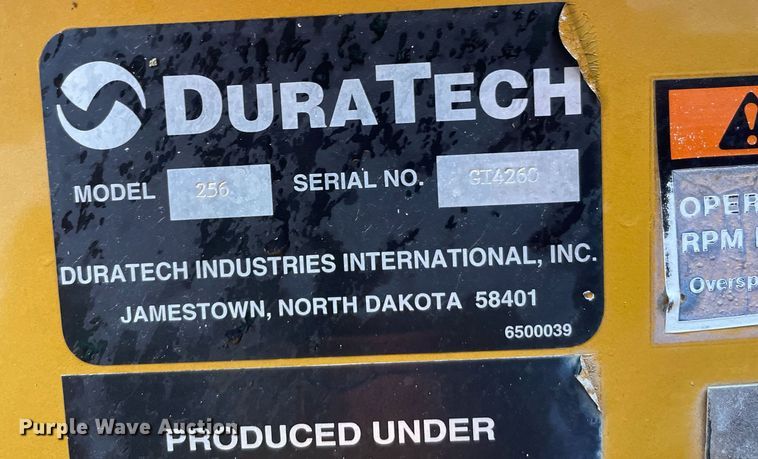 DURATECH
MODEL 256 SERIAL NO. GI4260
DURATECH INDUSTRIES INTERNATIONAL, INC.
JAMESTOWN, NORTH DAKOTA 58401
6500039
OPER
RPM
Oversp
PRODUCED UNDER
Purple Wave Auction